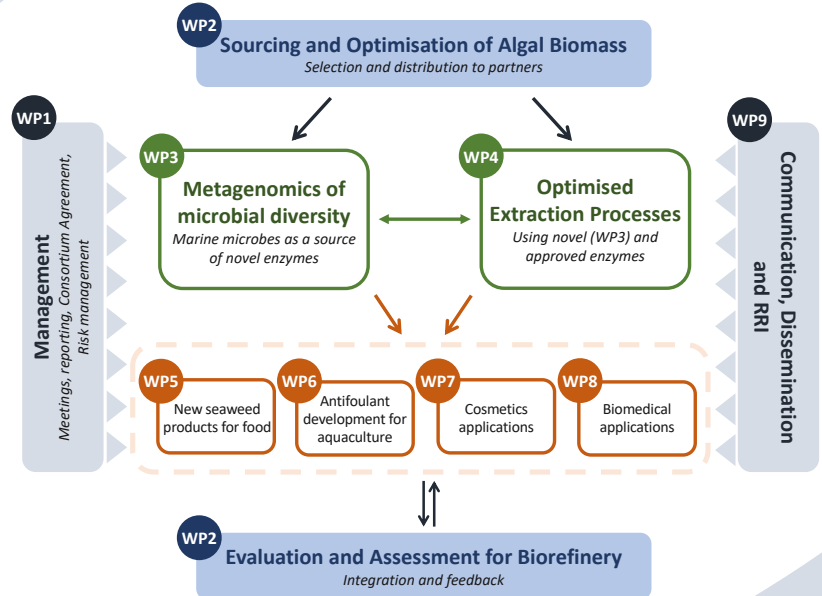 WP2
Sourcing and Optimisation of Algal Biomass
Selection and distribution to partners
WP1
Management
Meetings, reporting, Consortium Agreement,
Risk management
WP3
Metagenomics of
microbial diversity
Marine microbes as a source
of novel enzymes
WP4
Optimised
Extraction Processes
Using novel (WP3) and
approved enzymes
WP9
Communication, Dissemination
and RRI
WP5
New seaweed
products for food
WP6
Antifoulant
development for
aquaculture
WP7
Cosmetics
applications
WP8
Biomedical
applications
WP2
Evaluation and Assessment for Biorefinery
Integration and feedback